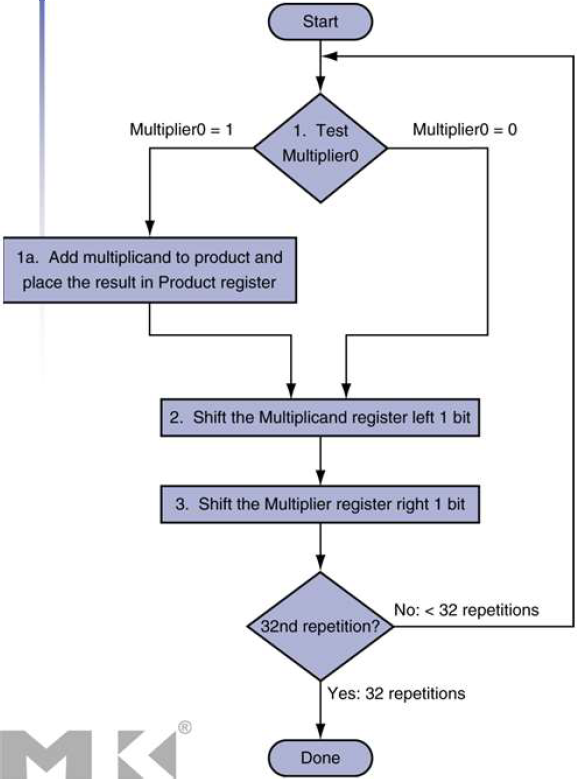 Start
Multiplier0 = 1
1. Test
Multiplier0
Multiplier0 = 0
1a. Add multiplicand to product and
place the result in Product register
2. Shift the Multiplicand register left 1 bit
3. Shift the Multiplier register right 1 bit
32nd repetition?
No: < 32 repetitions
Yes: 32 repetitions
Done
MK®